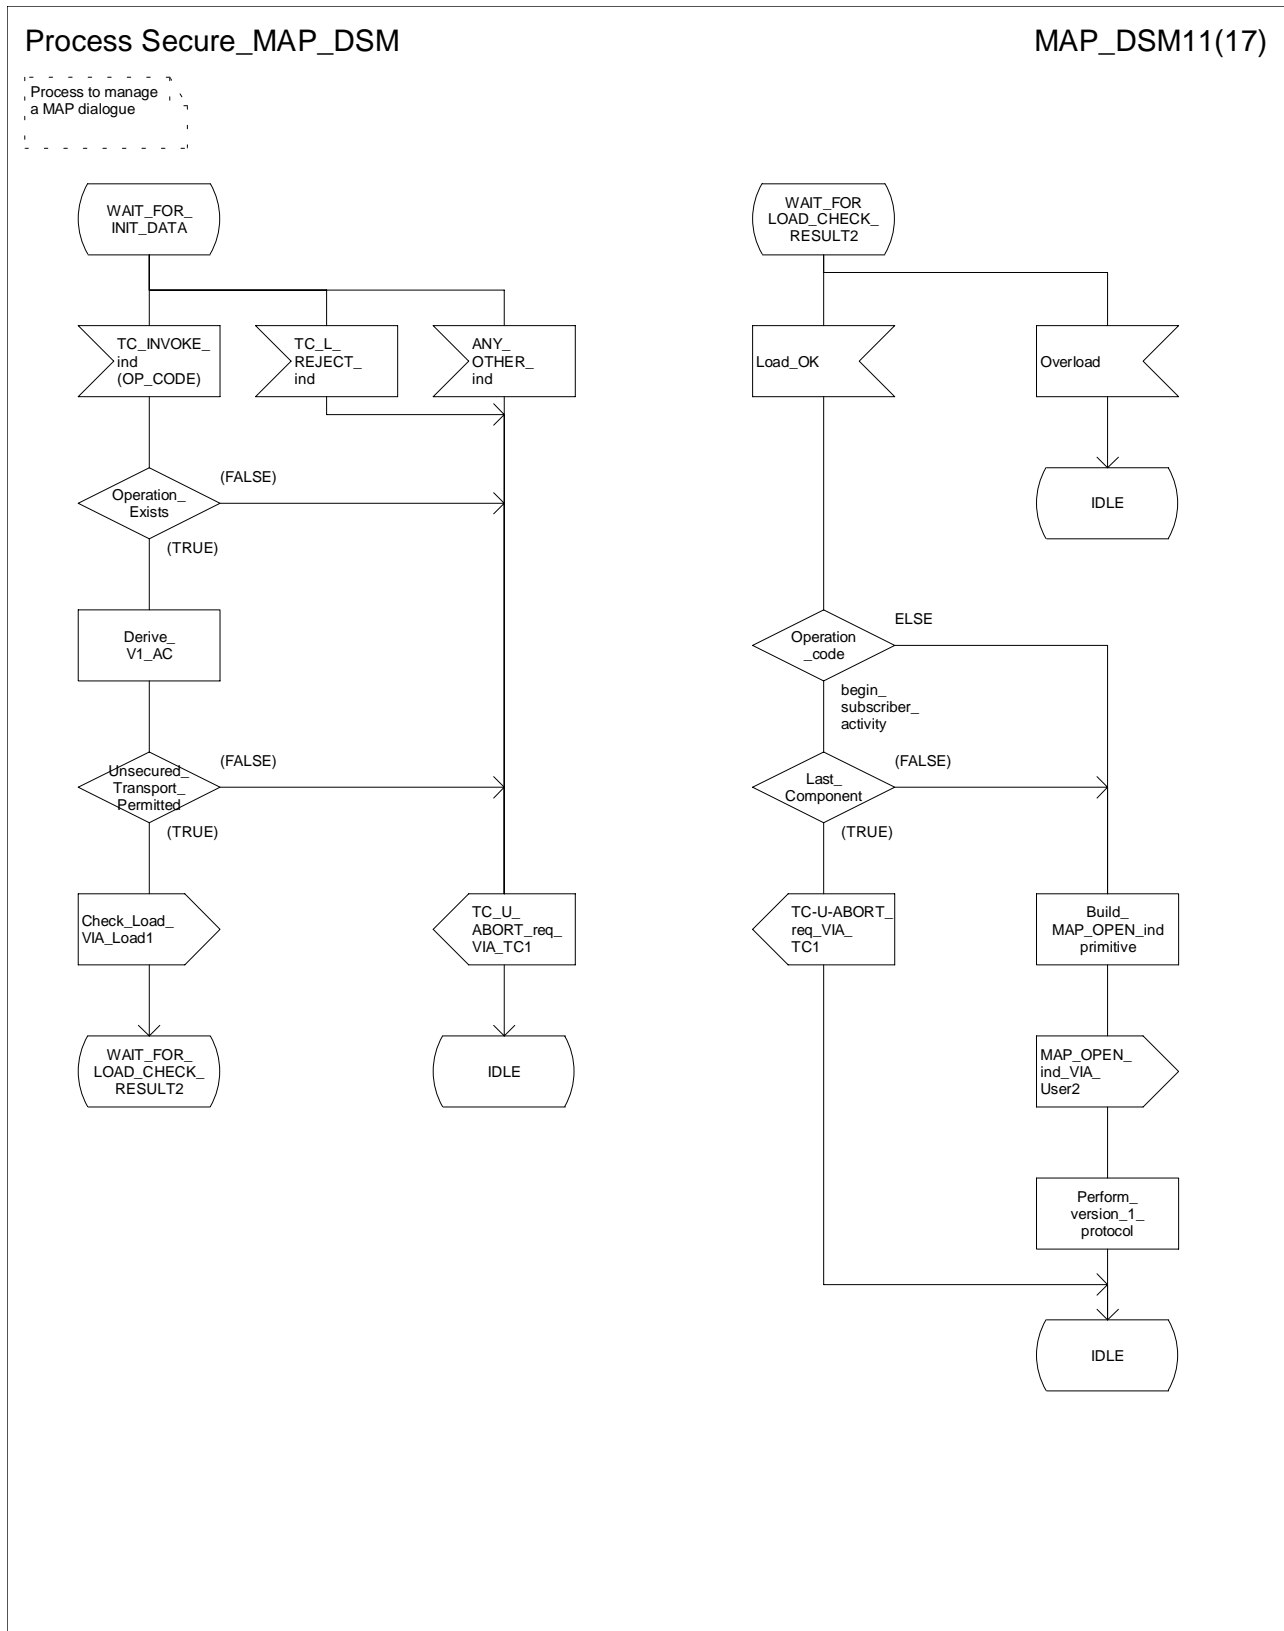 Process Secure_MAP_DSM
MAP_DSM11(17)
Process to manage
a MAP dialogue
WAIT_FOR_
INIT_DATA
TC_INVOKE_
ind
(OP_CODE)
TC_L_
REJECT_
ind
ANY_
OTHER_
ind
Operation_
Exists
(FALSE)
(TRUE)
Derive_
V1_AC
Unsecured_
Transport_
Permitted
(FALSE)
(TRUE)
Check_Load_
VIA_Load1
TC_U_
ABORT_req_
VIA_TC1
WAIT_FOR_
LOAD_CHECK_
RESULT2
IDLE
WAIT_FOR
LOAD_CHECK_
RESULT2
Load_OK
Overload
IDLE
Operation
_code
ELSE
begin_
subscriber_
activity
Last_
Component
(FALSE)
(TRUE)
TC-U-ABORT_
req_VIA_
TC1
Build_
MAP_OPEN_ind
primitive
MAP_OPEN_
ind_VIA_
User2
Perform_
version_1_
protocol
IDLE